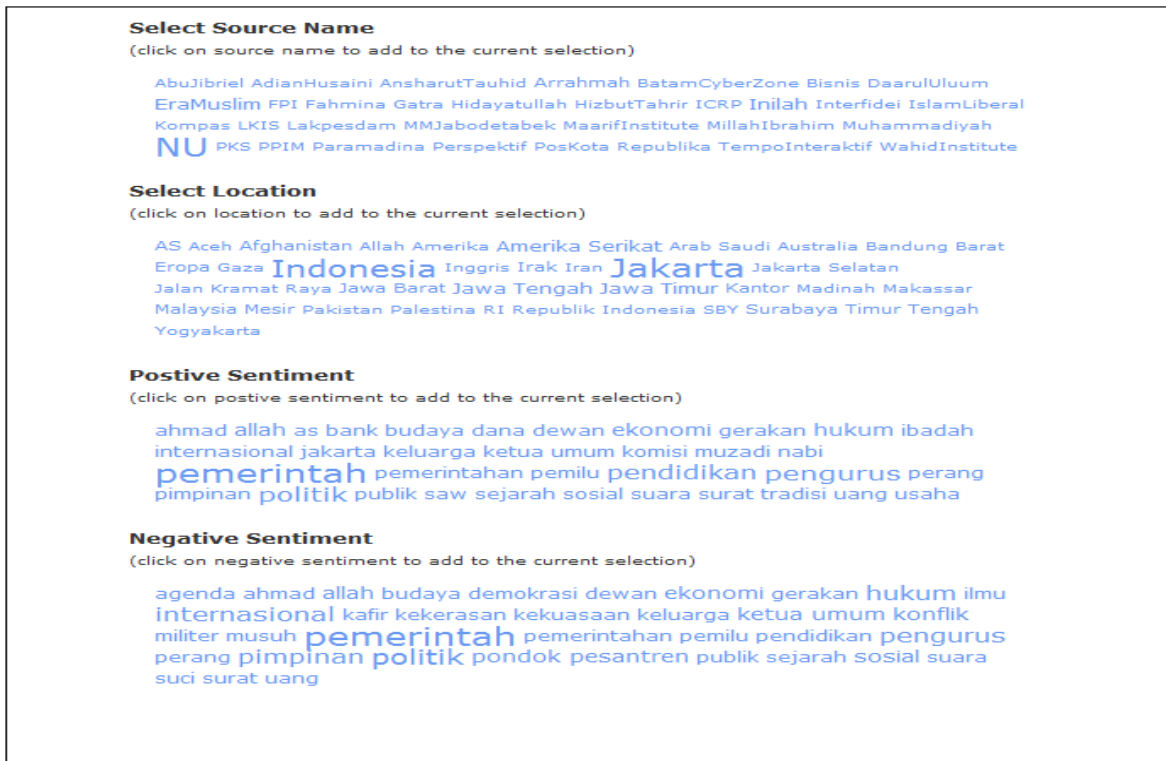 Select Source Name
(click on source name to add to the current selection)
AbuJibriel AdianHusaini AnsharutTauhid Arrahmah BatamCyberZone Bisnis DaarulUluum
EraMuslim FPI Fahmina Gatra Hidayatullah HizbutTahrir ICRP Inilah Interfidei IslamLiberal
Kompas LKIS Lakpesdam MMJabodetabek MaarifInstitute MillahIbrahim Muhammadiyah
NU PKS PPIM Paramadina Perspektif PosKota Republika TempoInteraktif WahidInstitute
Select Location
(click on location to add to the current selection)
AS Aceh Afghanistan Allah Amerika Amerika Serikat Arab Saudi Australia Bandung Barat
Eropa Gaza Indonesia Inggris Irak Iran Jakarta Jakarta Selatan
Jalan Kramat Raya Jawa Barat Jawa Tengah Jawa Timur Kantor Madinah Makassar
Malaysia Mesir Pakistan Palestina RI Republik Indonesia SBY Surabaya Timur Tengah
Yogyakarta
Postive Sentiment
(click on postive sentiment to add to the current selection)
ahmad allah as bank budaya dana dewan ekonomi gerakan hukum ibadah
internasional jakarta keluarga ketua umum komisi muzadi nabi
pemerintah pemerintahan pemilu pendidikan pengurus perang
pimpinan politik publik saw sejarah sosial suara surat tradisi uang usaha
Negative Sentiment
(click on negative sentiment to add to the current selection)
agenda ahmad allah budaya demokrasi dewan ekonomi gerakan hukum ilmu
internasional kafir kekerasan kekuasaan keluarga ketua umum konflik
militer musuh pemerintah pemerintahan pemilu pendidikan pengurus
perang pimpinan politik pondok pesantren publik sejarah sosial suara
suci surat uang